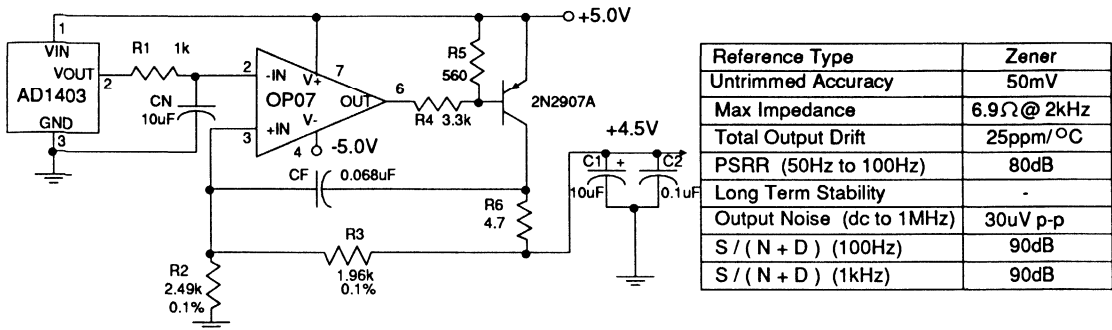 +5.0V
1
VIN
VOUT
2
AD1403
GND
3
R1 1k
CN
10uF
2
-IN
V+
7
OP07
OUT
6
+IN
3
V-
4
-5.0V
R5
560
R4 3.3k
2N2907A
CF
0.068uF
R6
4.7
R3
1.96k
0.1%
R2
2.49k
0.1%
+4.5V
C1
+
10uF
C2
0.1uF
Reference Type Zener
Untrimmed Accuracy 50mV
Max Impedance 6.9Ω@ 2kHz
Total Output Drift 25ppm/°C
PSRR (50Hz to 100Hz) 80dB
Long Term Stability -
Output Noise (dc to 1MHz) 30uV p-p
S / ( N + D ) (100Hz) 90dB
S / ( N + D ) (1kHz) 90dB